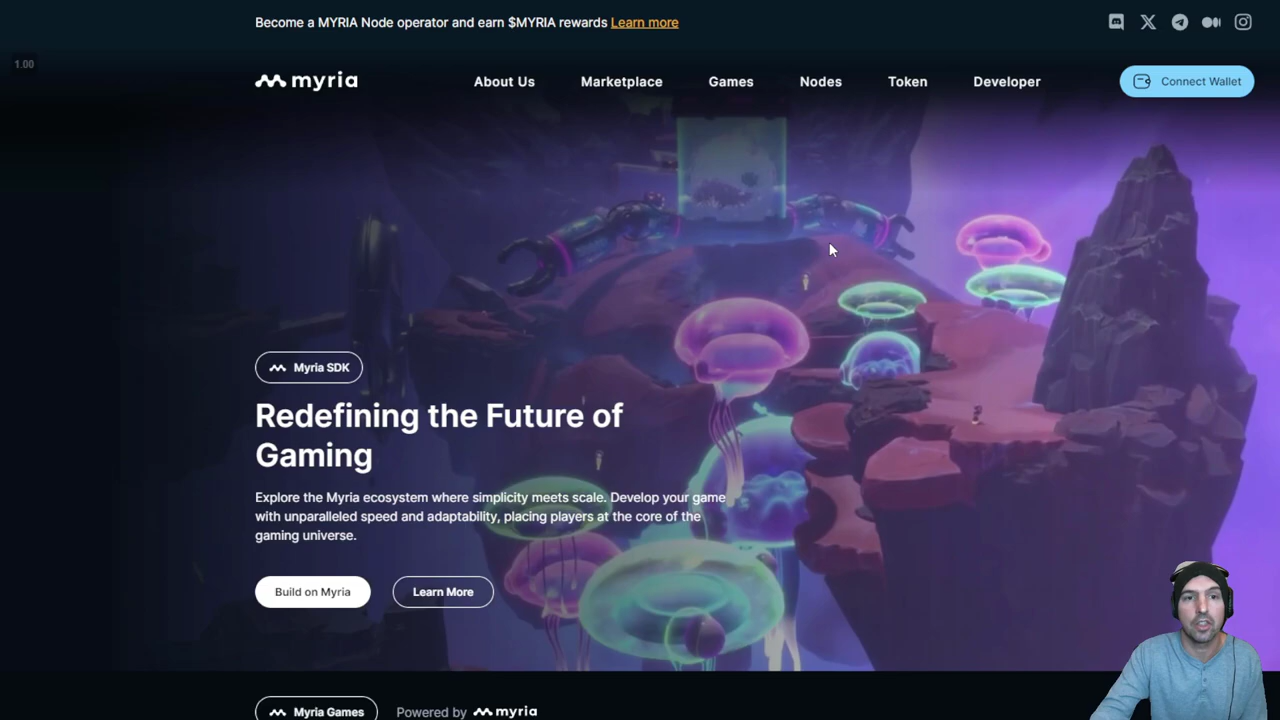 Become a MYRIA Node operator and earn $MYRIA rewards Learn more
1.00
myria
About Us
Marketplace
Games
Nodes
Token
Developer
Connect Wallet
Myria SDK
Redefining the Future of
Gaming
Explore the Myria ecosystem where simplicity meets scale. Develop your game
with unparalleled speed and adaptability, placing players at the core of the
gaming universe.
Build on Myria
Learn More
Myria Games
Powered by myria